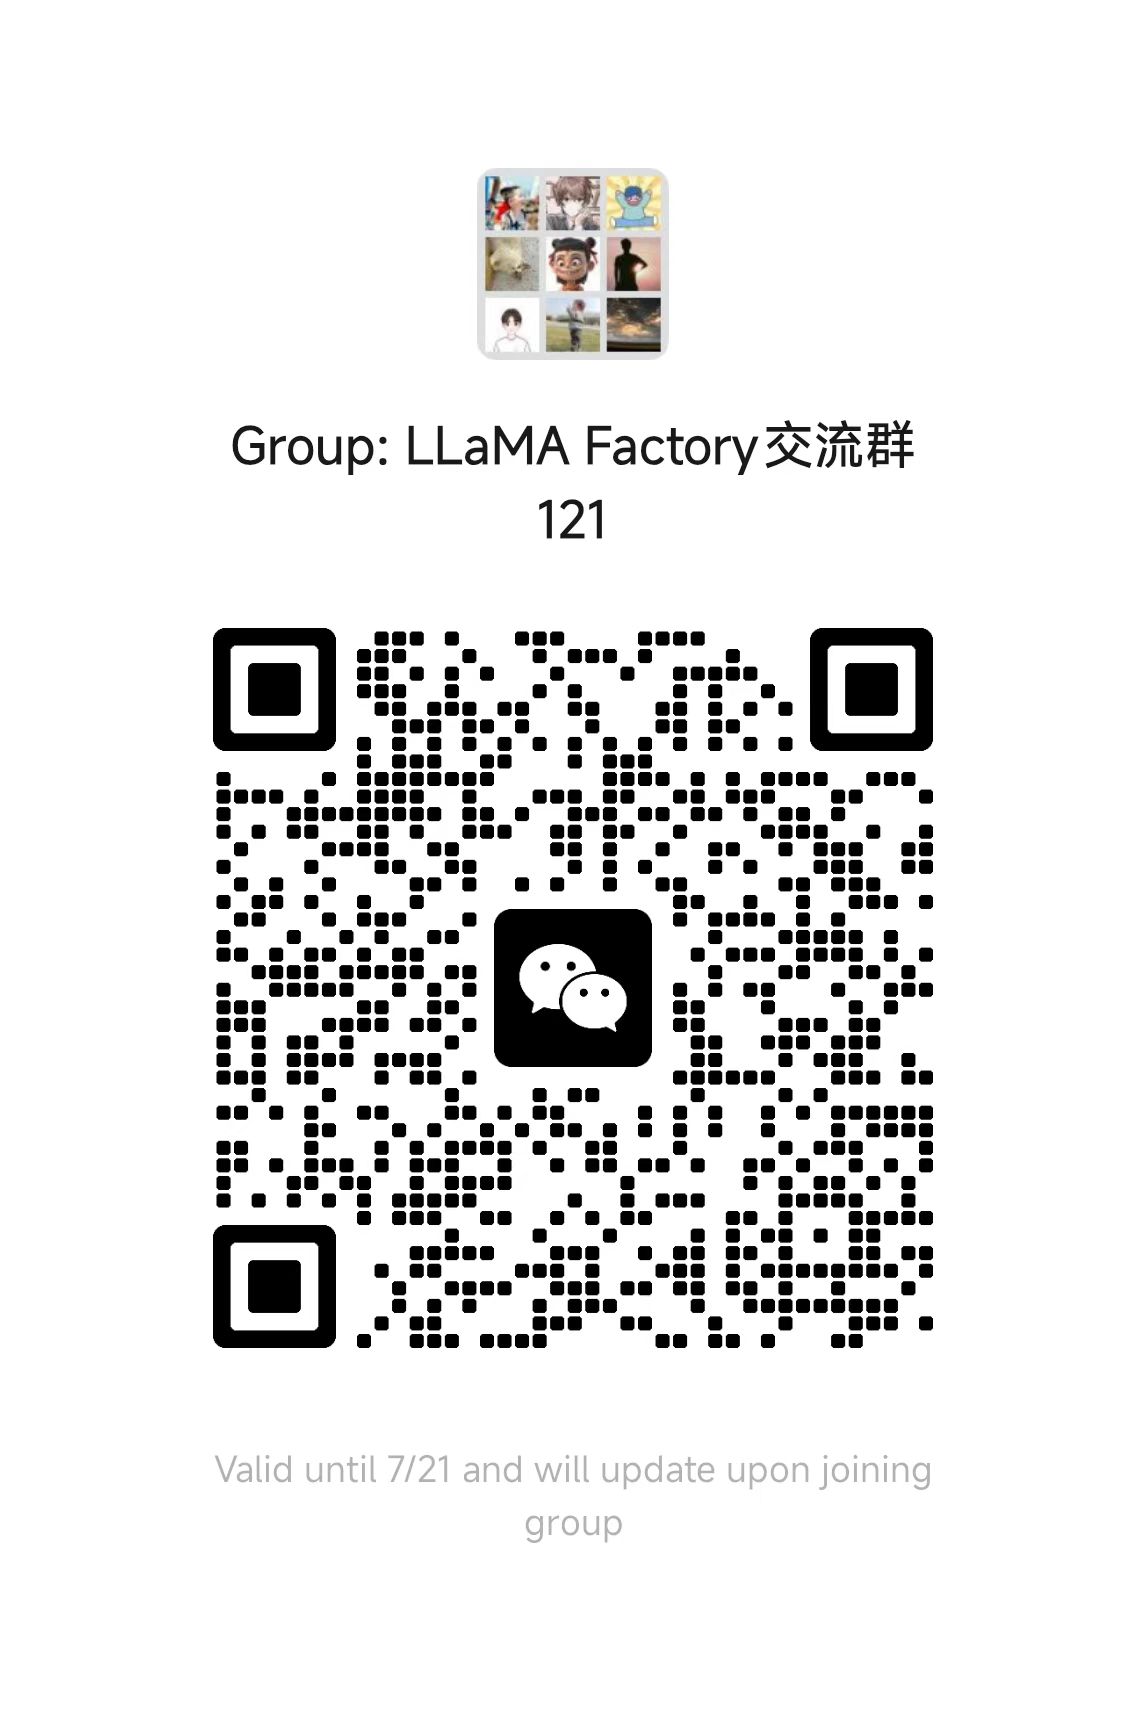 Group: LLaMA Factory交流群
121
Valid until 7/21 and will update upon joining
group